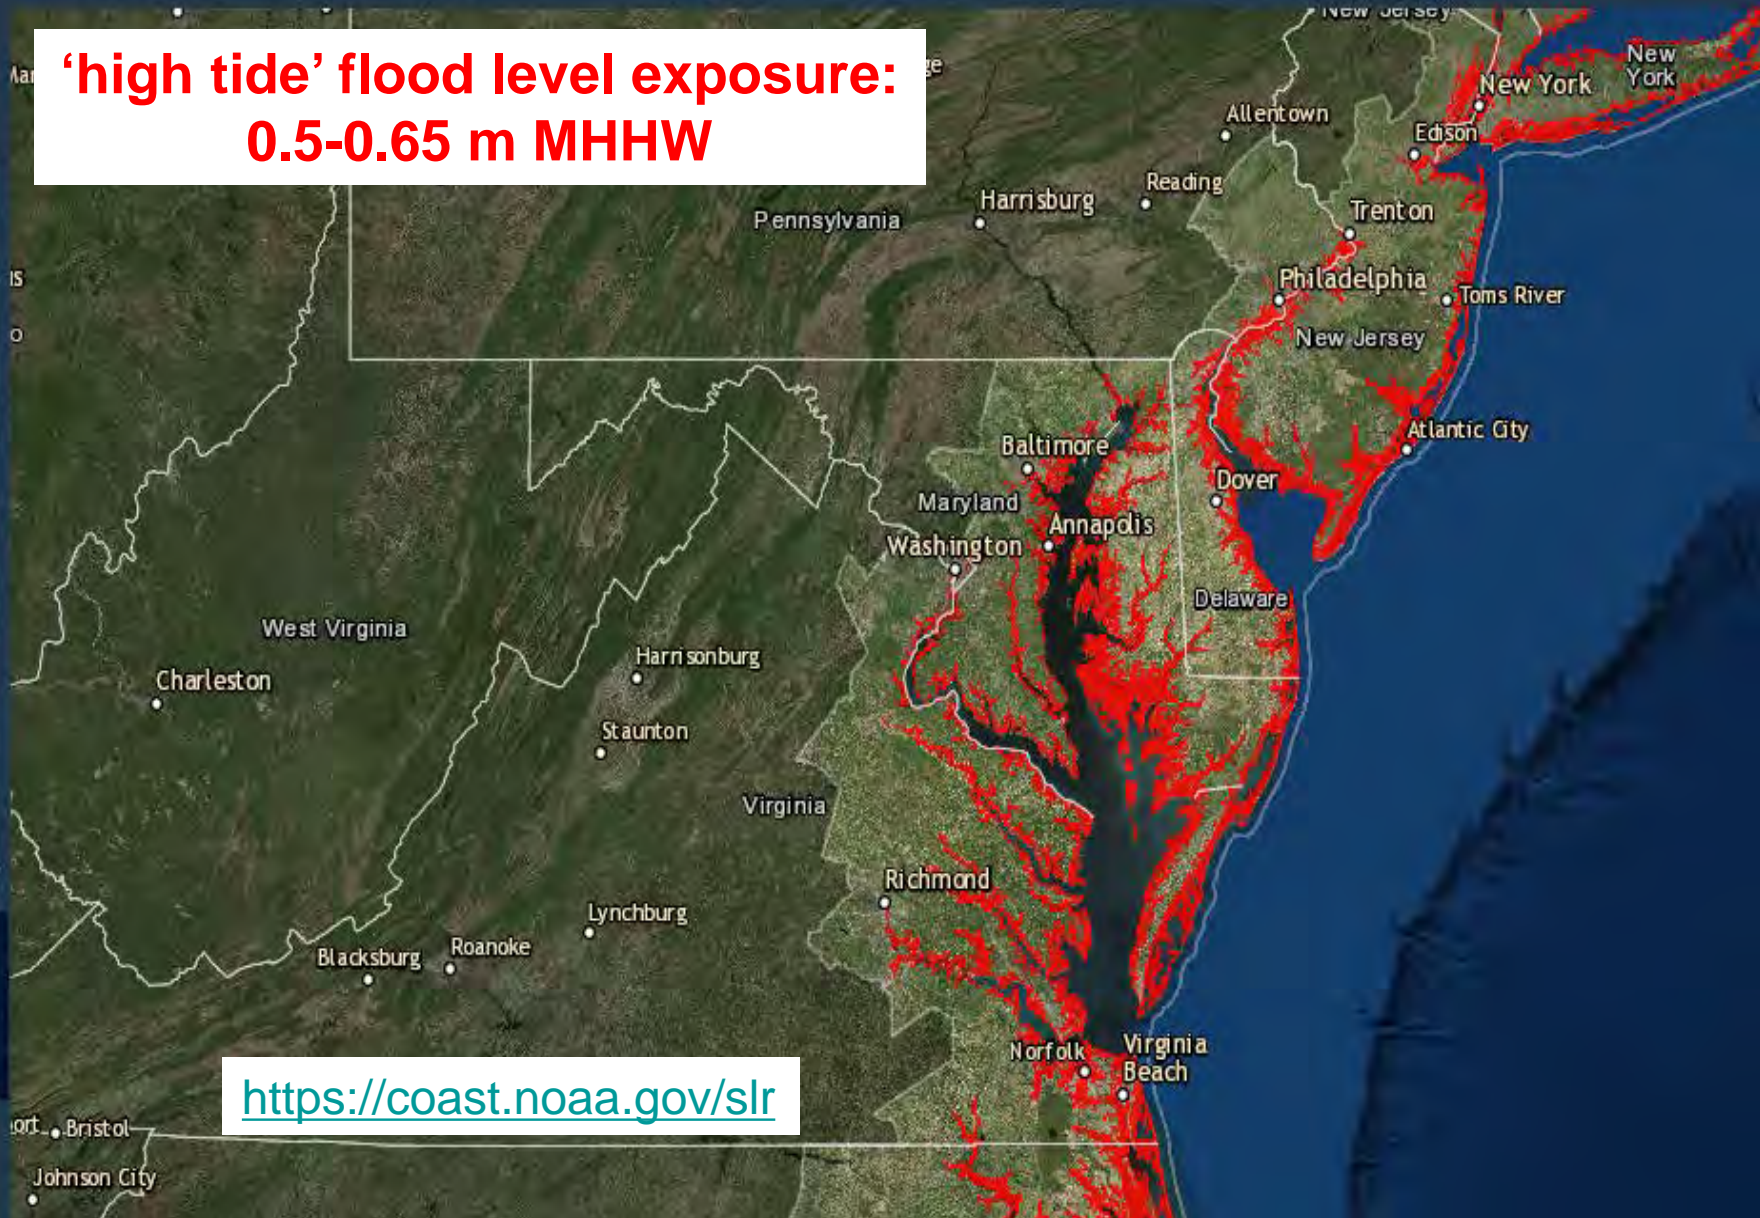 ‘high tide’ flood level exposure:
0.5-0.65 m MHHW
New Jersey
New
York
New York
Allentown
Edison
Reading
Harrisburg
Pennsylvania
Trenton
Philadelphia
Toms River
New Jersey
Atlantic City
Baltimore
Dover
Maryland
Annapolis
Washington
Delaware
West Virginia
Harrisonburg
Charleston
Staunton
Virginia
Richmond
Lynchburg
Roanoke
Blacksburg
Norfolk
Virginia
Beach
https://coast.noaa.gov/slr
Bristol
Johnson City